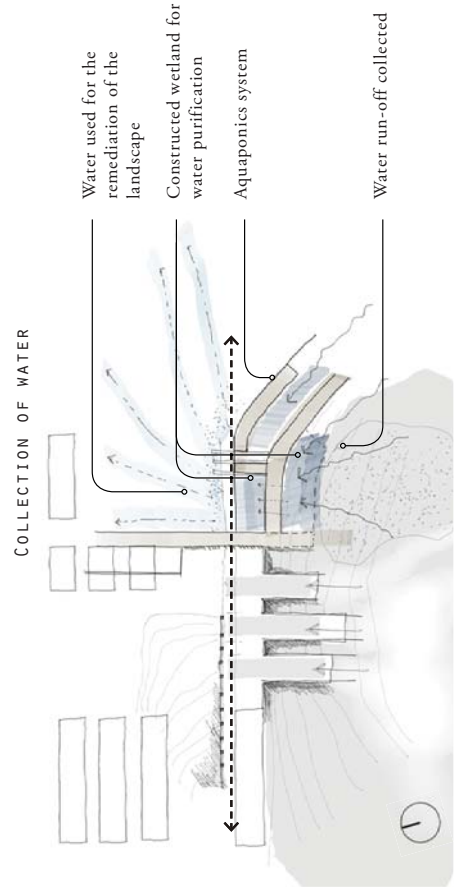 COLLECTION OF WATER
Water used for the
remediation of the
landscape
Constructed wetland for
water purification
Aquaponics system
Water run-off collected